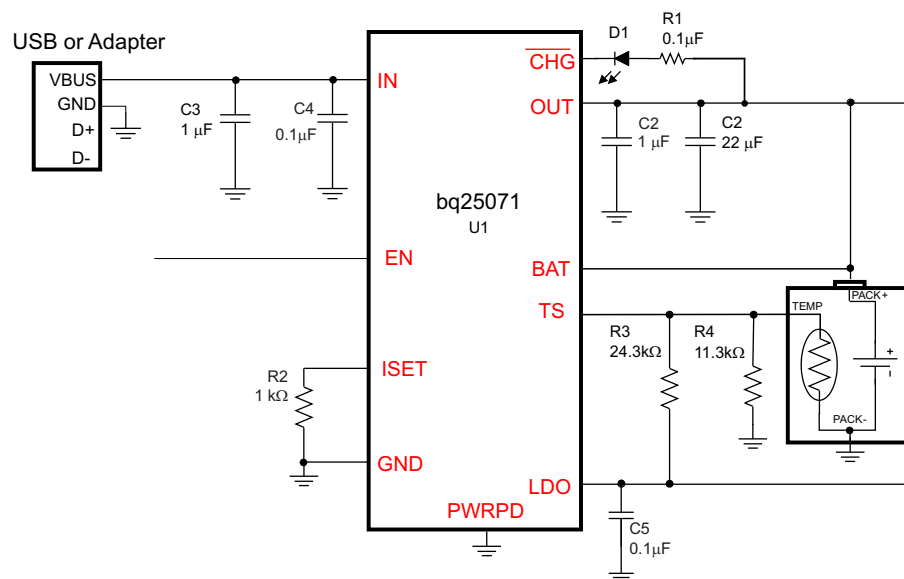 USB or Adapter
VBUS
GND
D+
D-
C3
1 μF
C4
0.1μF
IN
EN
ISET
R2
1 kΩ
GND
PWRPD
bq25071
U1
CHG
D1
R1
0.1μF
OUT
C2
1 μF
C2
22 μF
BAT
TS
R3
24.3kΩ
R4
11.3kΩ
TEMP
PACK+
+
-
PACK-
LDO
C5
0.1μF